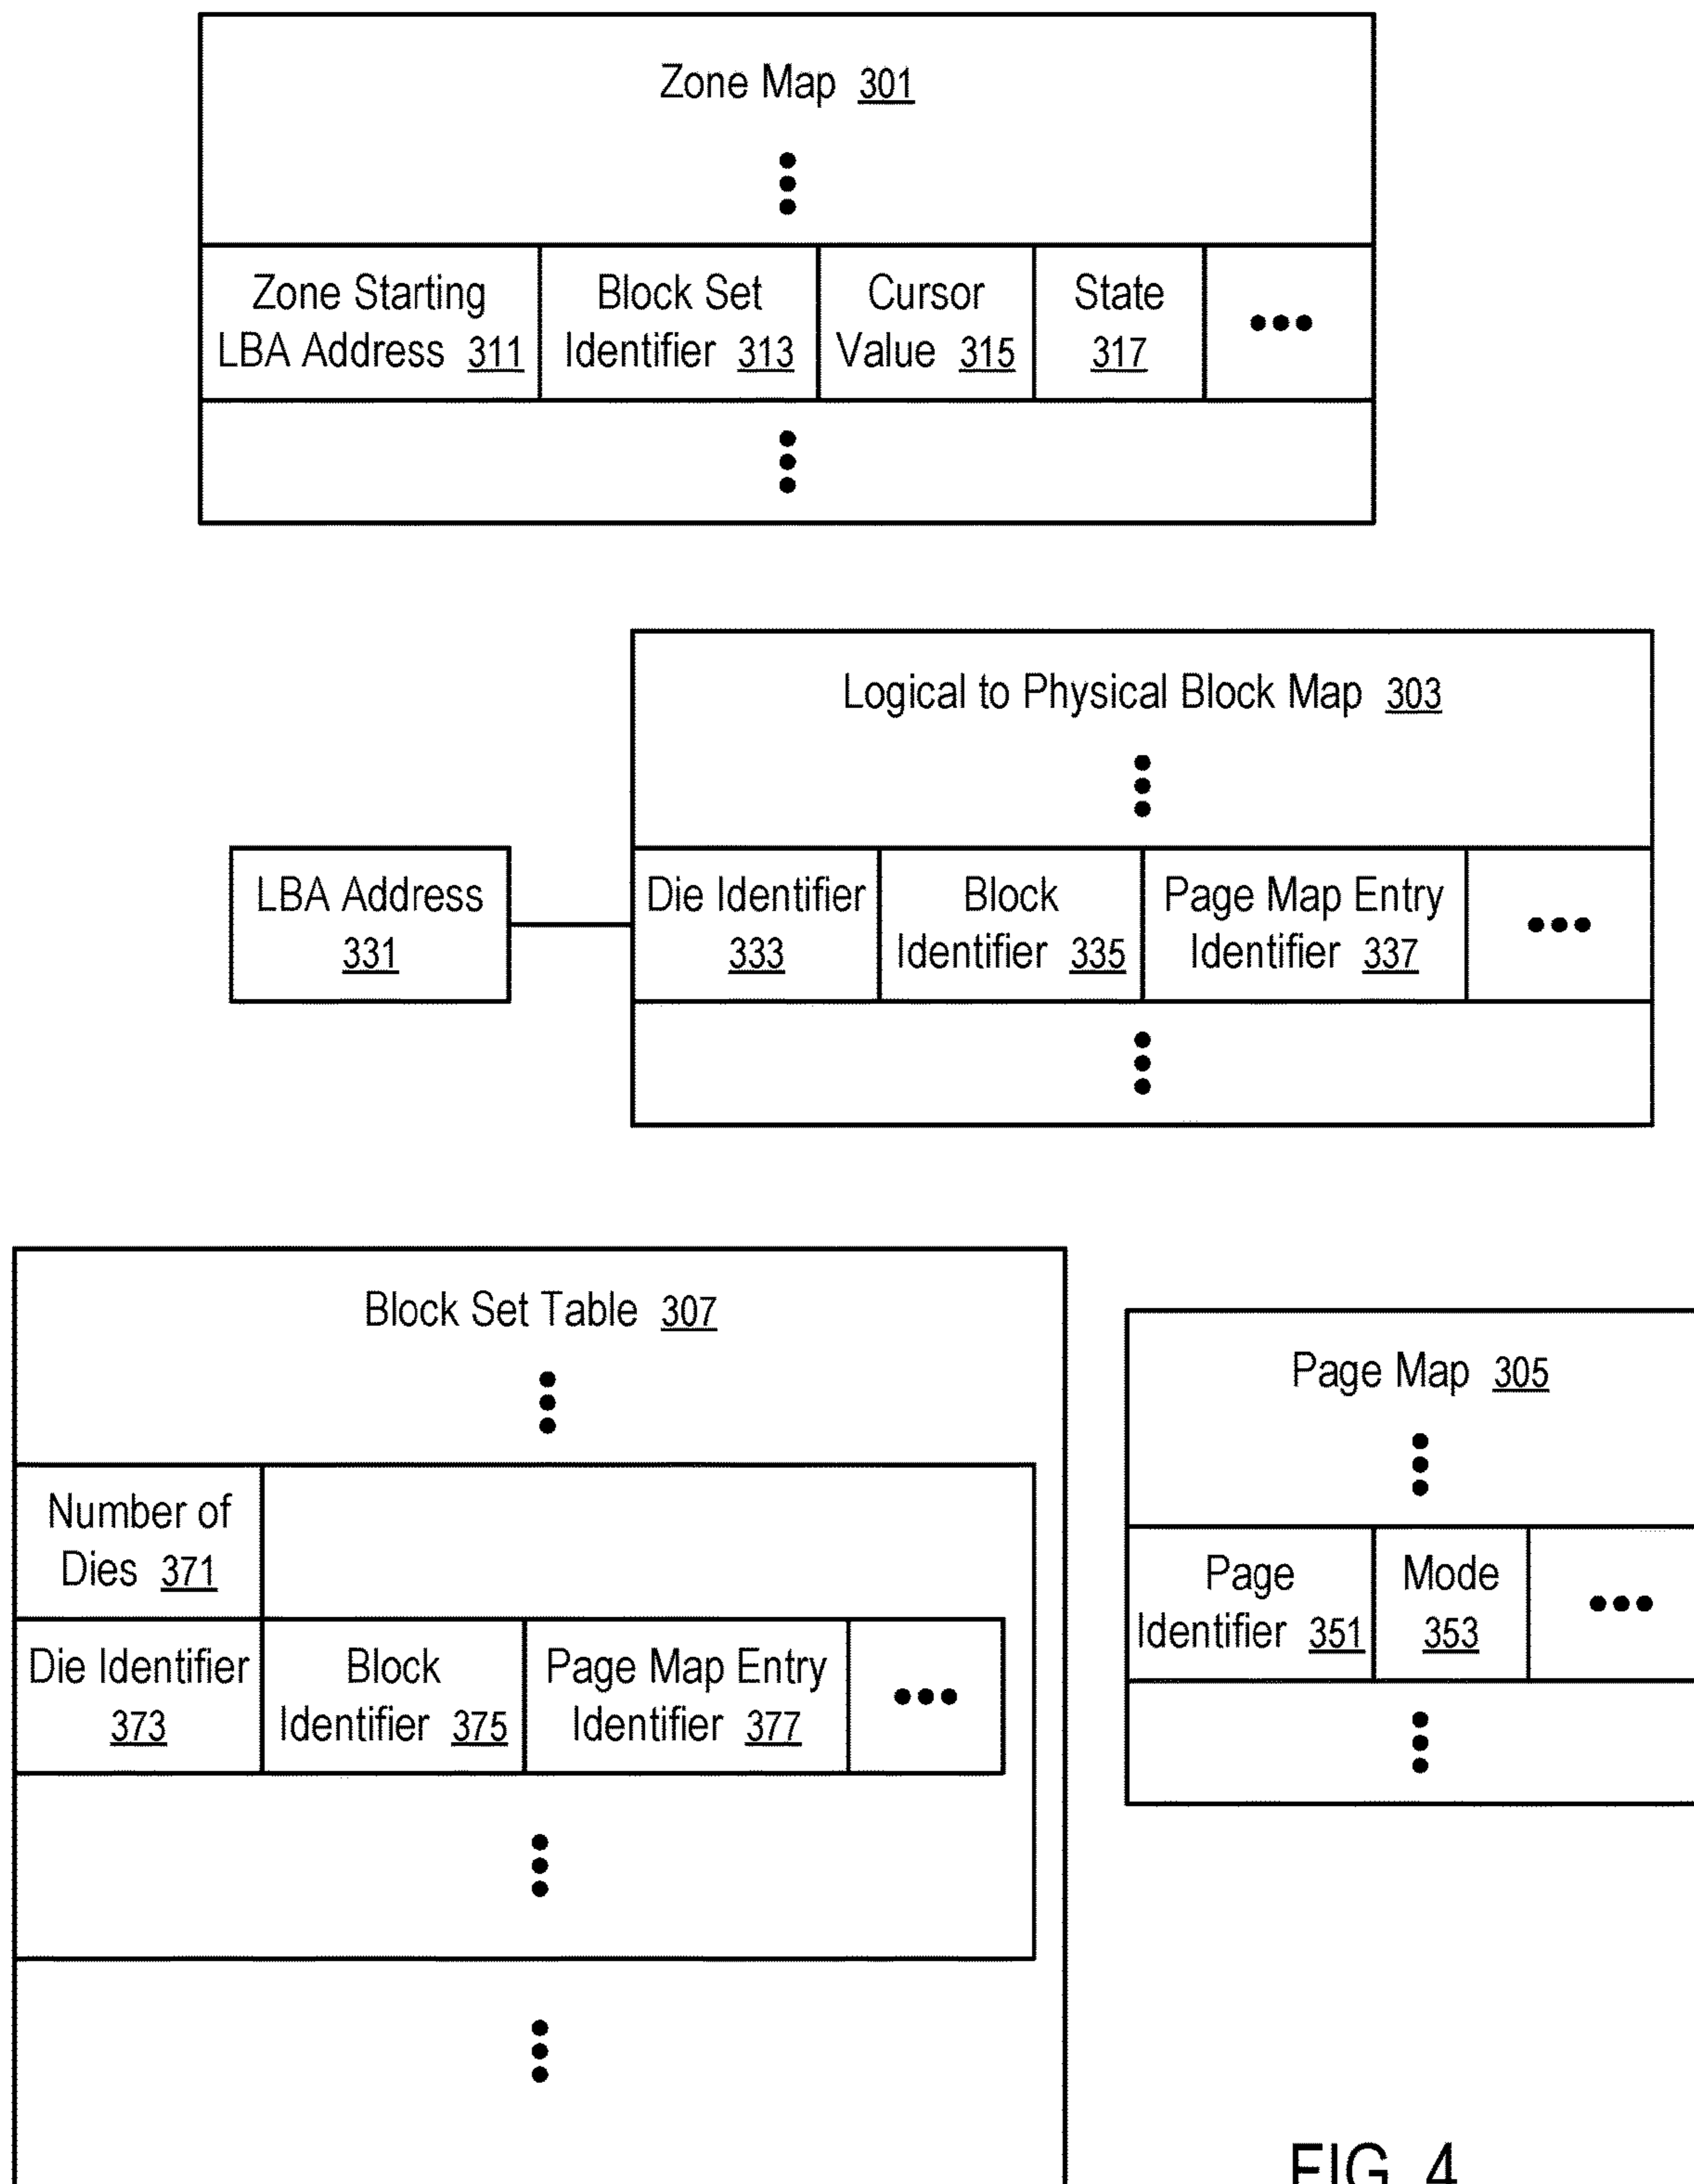 Zone Map 301
Zone Starting
LBA Address 311
Block Set
Identifier 313
Cursor
Value 315
State
317
Logical to Physical Block Map 303
LBA Address
331
Die Identifier
333
Block
Identifier 335
Page Map Entry
Identifier 337
Block Set Table 307
Number of
Dies 371
Die Identifier
373
Block
Identifier 375
Page Map Entry
Identifier 377
Page Map 305
Page
Identifier 351
Mode
353
FIG. 4